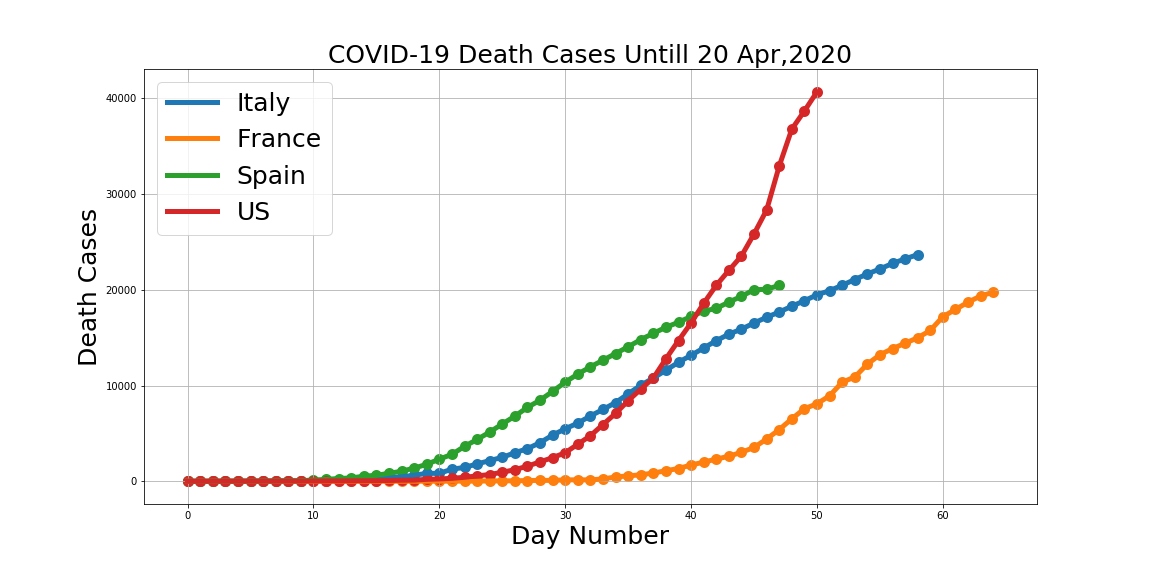 COVID-19 Death Cases Untill 20 Apr,2020
Italy
France
Spain
US
Death Cases
40000
30000
20000
10000
0
0 10 20 30 40 50 60
Day Number